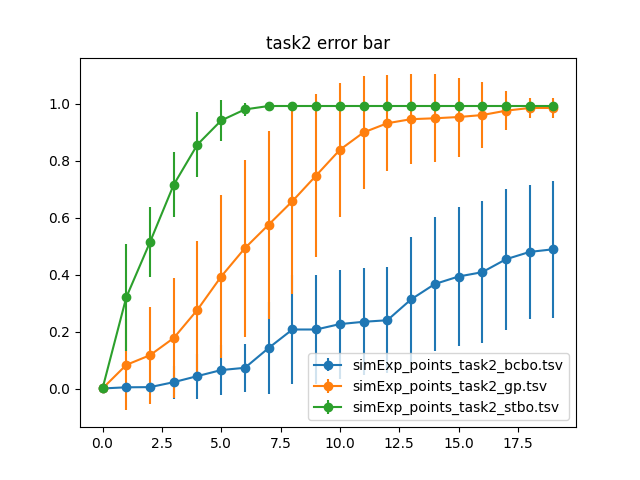 task2 error bar
1.0
0.8
0.6
0.4
0.2
0.0
simExp_points_task2_bcbo.tsv
simExp_points_task2_gp.tsv
simExp_points_task2_stbo.tsv
0.0 2.5 5.0 7.5 10.0 12.5 15.0 17.5